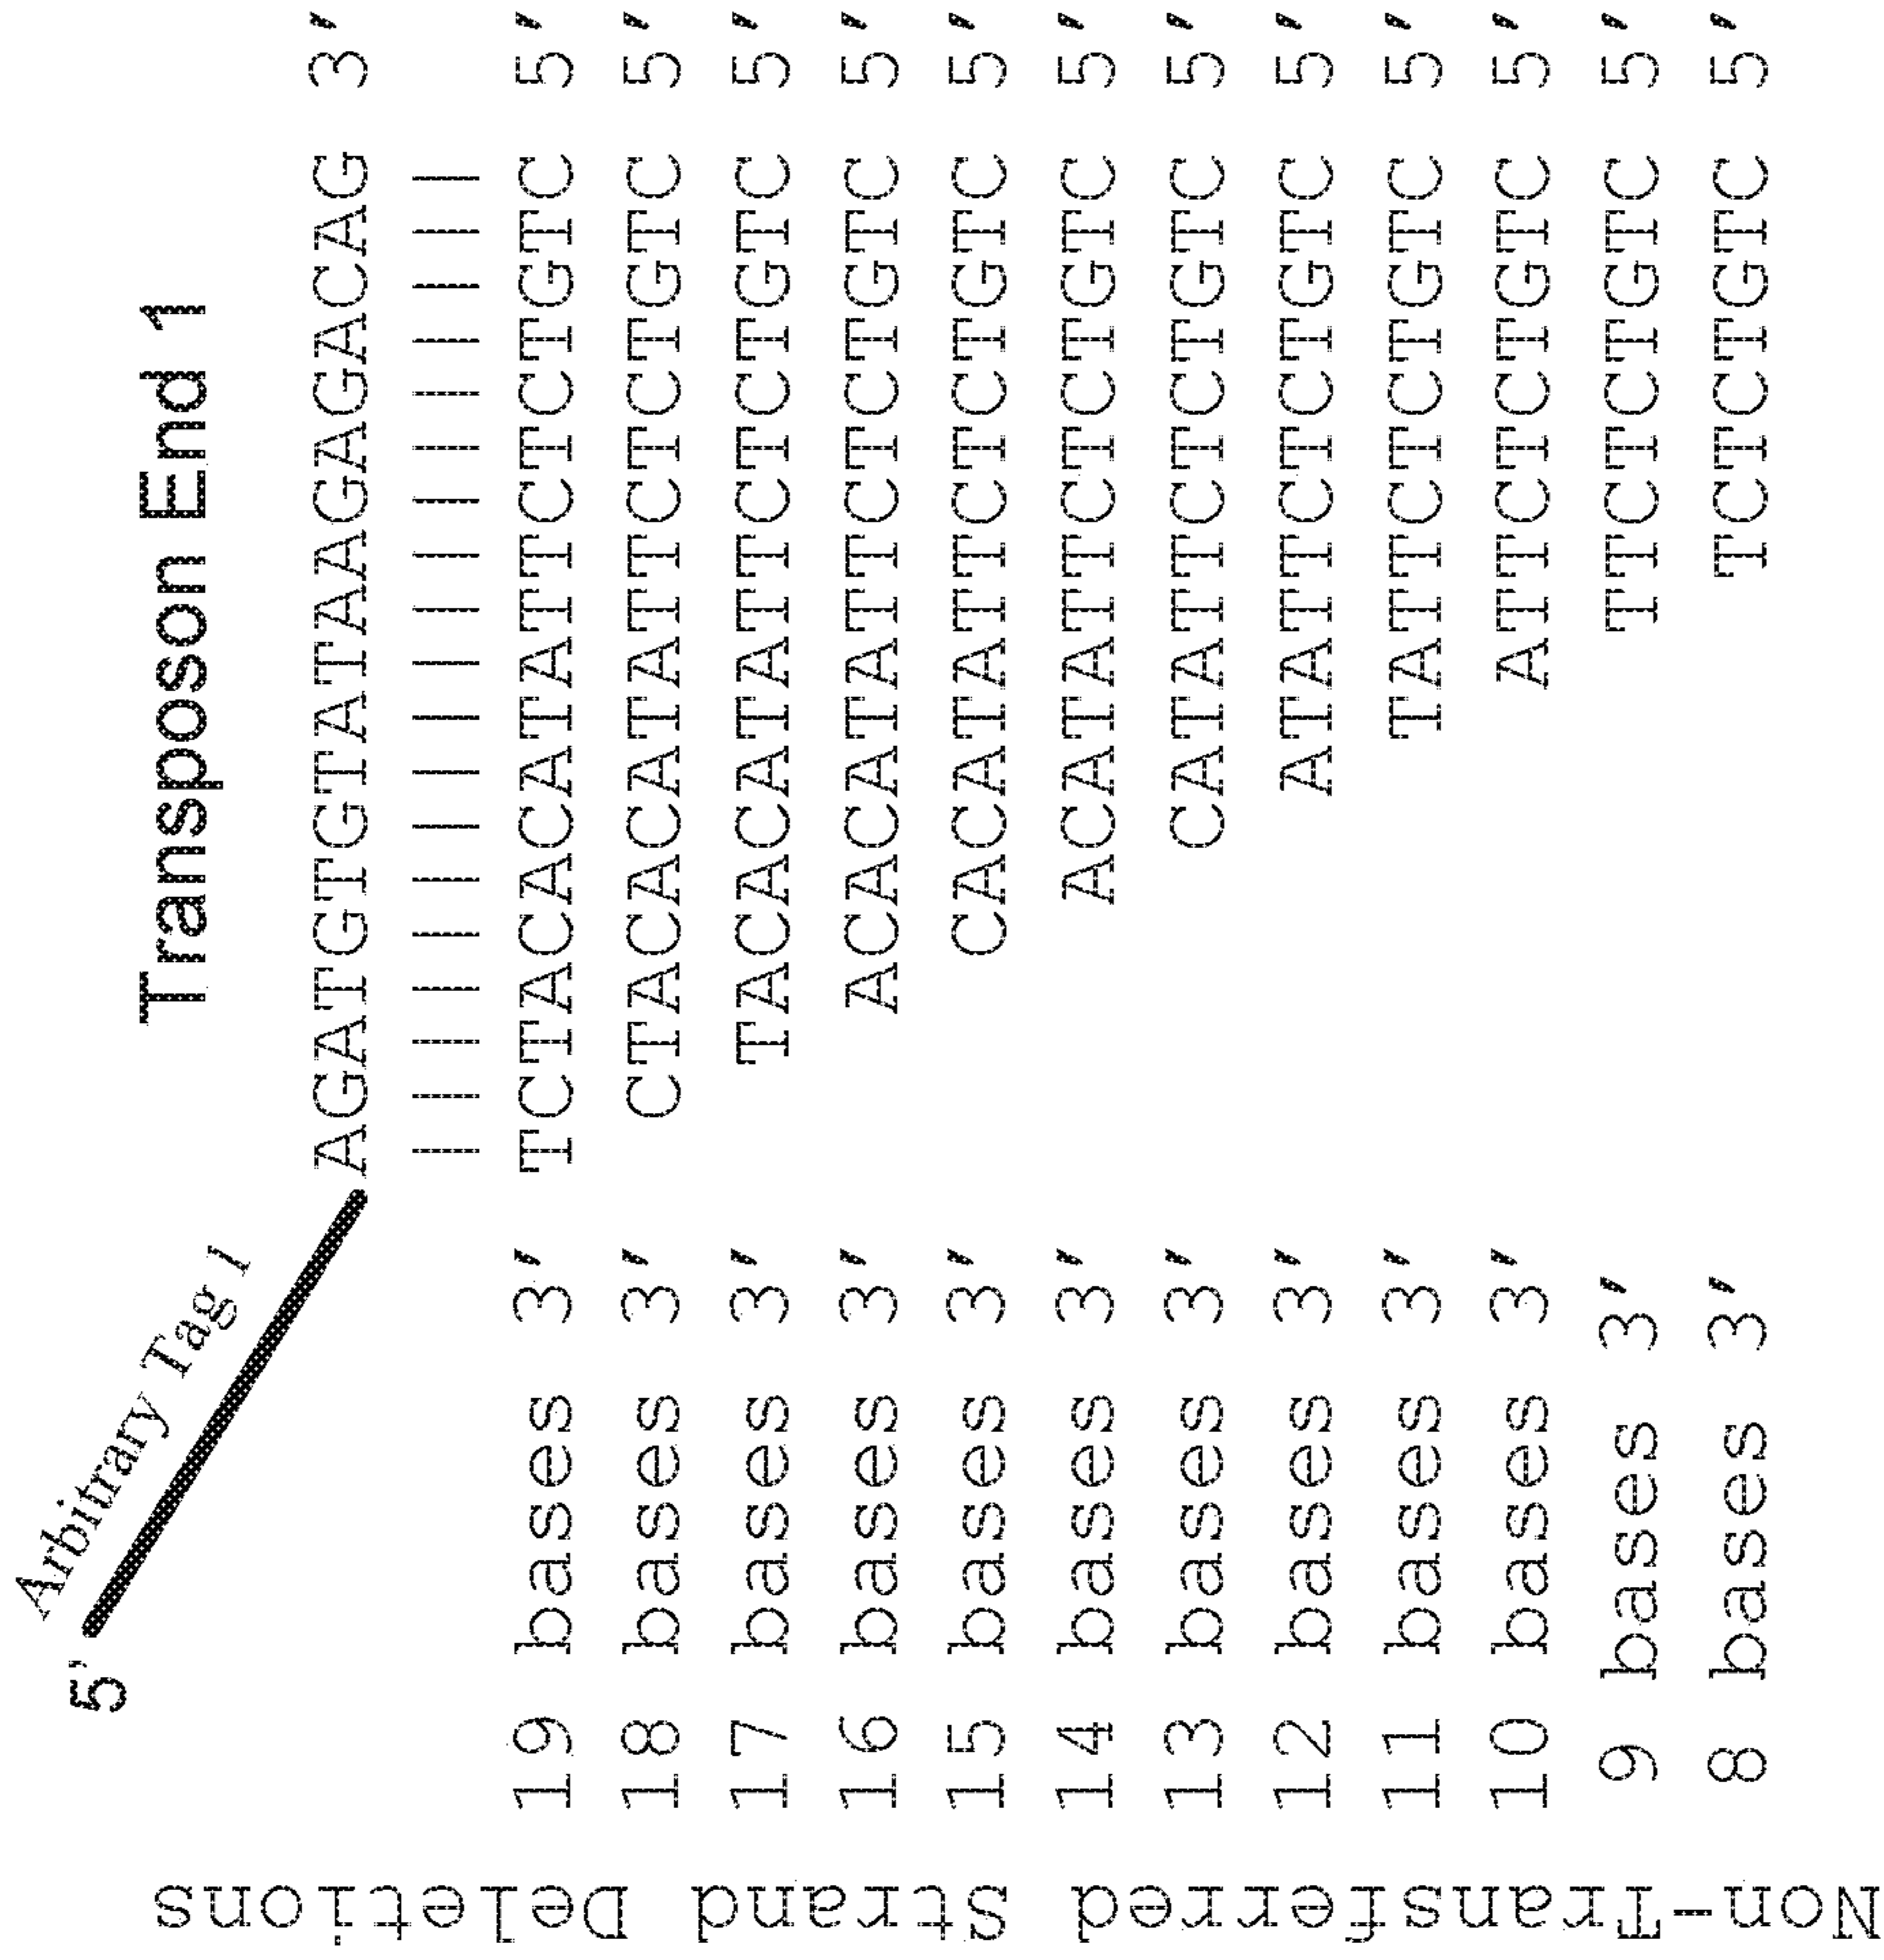 Transposon End 1
5' Arbitrary Tag 1
AGATGTGTATAAGAGACAG 3'
| | | | | | | | | | | | | | | | | | |
19 bases 3' TCTACACATATTCTCTGTC 5'
18 bases 3' CTACACATATTCTCTGTC 5'
17 bases 3' TACACATATTCTCTGTC 5'
16 bases 3' ACACATATTCTCTGTC 5'
15 bases 3' CACATATTCTCTGTC 5'
14 bases 3' ACATATTCTCTGTC 5'
13 bases 3' CATATTCTCTGTC 5'
12 bases 3' ATATTCTCTGTC 5'
11 bases 3' TATTCTCTGTC 5'
10 bases 3' ATTCTCTGTC 5'
9 bases 3' TTCTCTGTC 5'
8 bases 3' TCTCTGTC 5'
Non-Transferred Strand Deletions